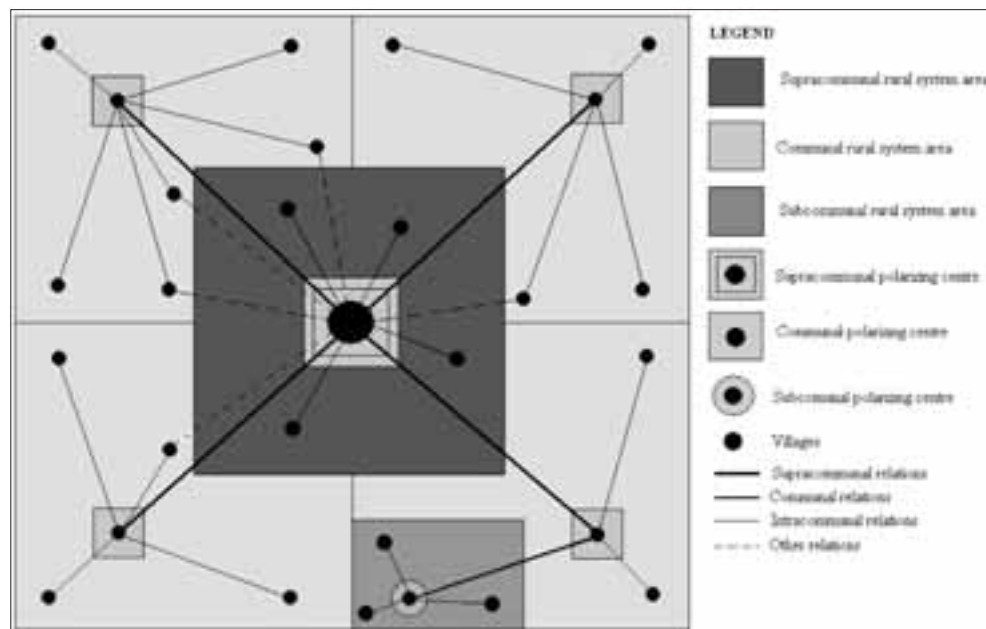 LEGEND
Supracommunal rural system area
Communal rural system area
Subcommunal rural system area
Supracommunal polarizing centre
Communal polarizing centre
Subcommunal polarizing centre
Villages
Supracommunal relations
Communal relations
Intracommunal relations
Other relations